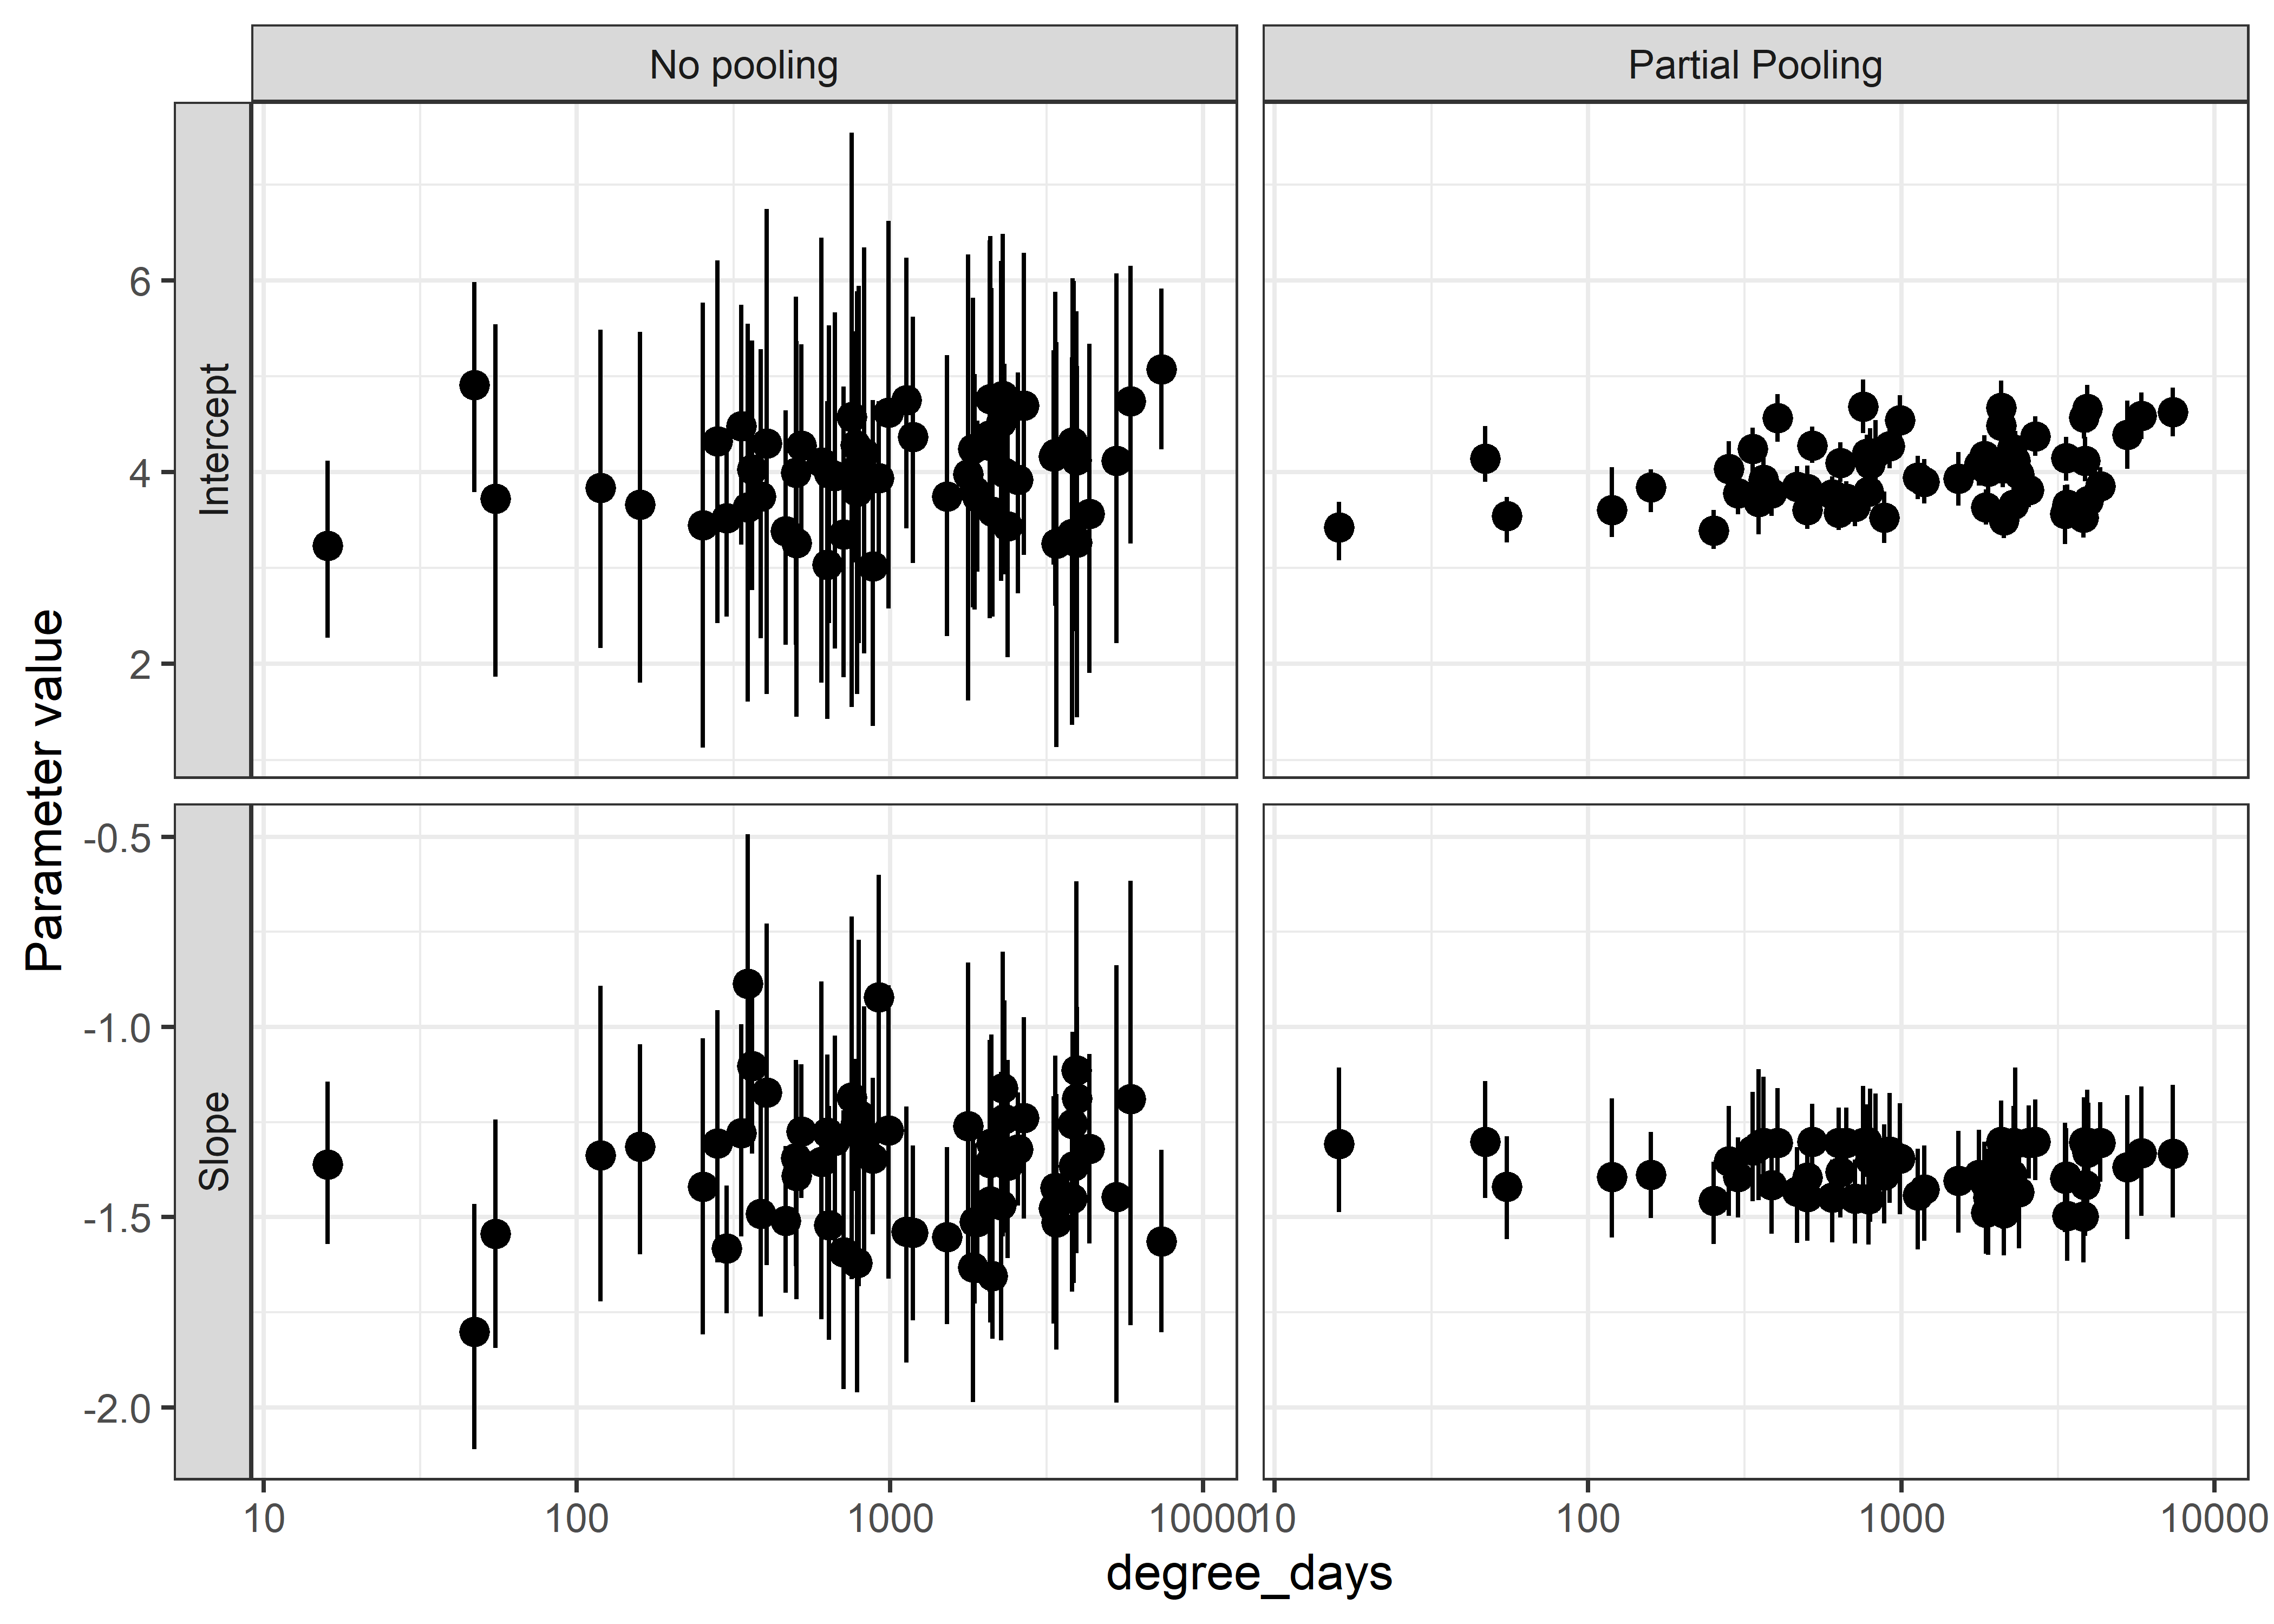 No pooling
Partial Pooling
Parameter value
Intercept
6
4
2
Slope
-0.5
-1.0
-1.5
-2.0
10 100 1000 10000
10 100 1000 10000
degree_days